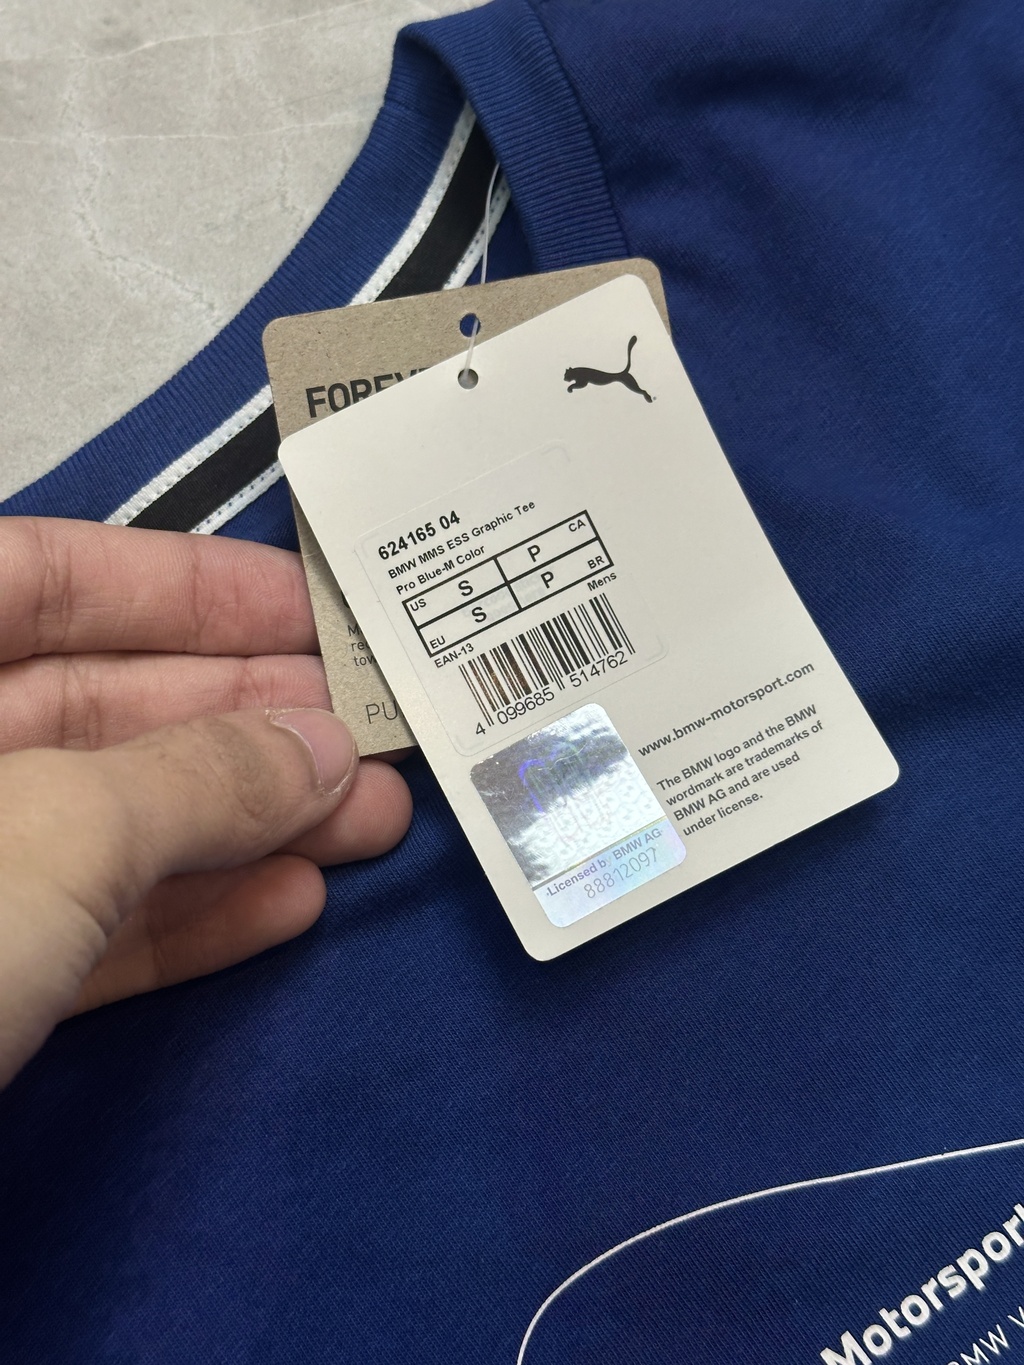 624165 04
BMW MMS ESS Graphic Tee
Pro Blue-M Color
US S P CA
EU S P BR
EAN-13 Mens
4 099685 514762
www.bmw-motorsport.com
The BMW logo and the BMW
wordmark are trademarks of
BMW AG and are used
under license.
Licensed by BMW AG
88812097
PU
Motorsport